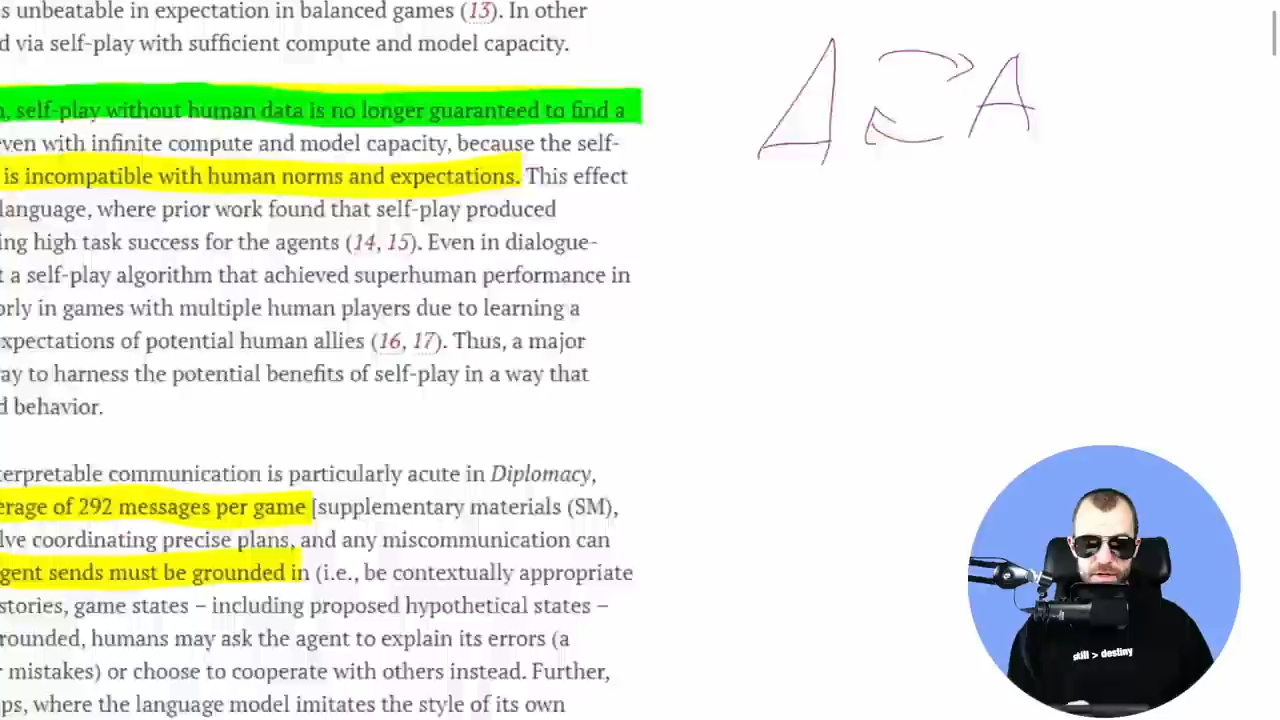 s unbeatable in expectation in balanced games (13). In other
d via self-play with sufficient compute and model capacity.
n, self-play without human data is no longer guaranteed to find a
ven with infinite compute and model capacity, because the self-
is incompatible with human norms and expectations. This effect
language, where prior work found that self-play produced
ing high task success for the agents (14, 15). Even in dialogue-
t a self-play algorithm that achieved superhuman performance in
orly in games with multiple human players due to learning a
xpectations of potential human allies (16, 17). Thus, a major
ay to harness the potential benefits of self-play in a way that
d behavior.
terpretable communication is particularly acute in Diplomacy,
erage of 292 messages per game [supplementary materials (SM),
lve coordinating precise plans, and any miscommunication can
gent sends must be grounded in (i.e., be contextually appropriate
stories, game states – including proposed hypothetical states –
rounded, humans may ask the agent to explain its errors (a
r mistakes) or choose to cooperate with others instead. Further,
ps, where the language model imitates the style of its own
A A
skill > destiny